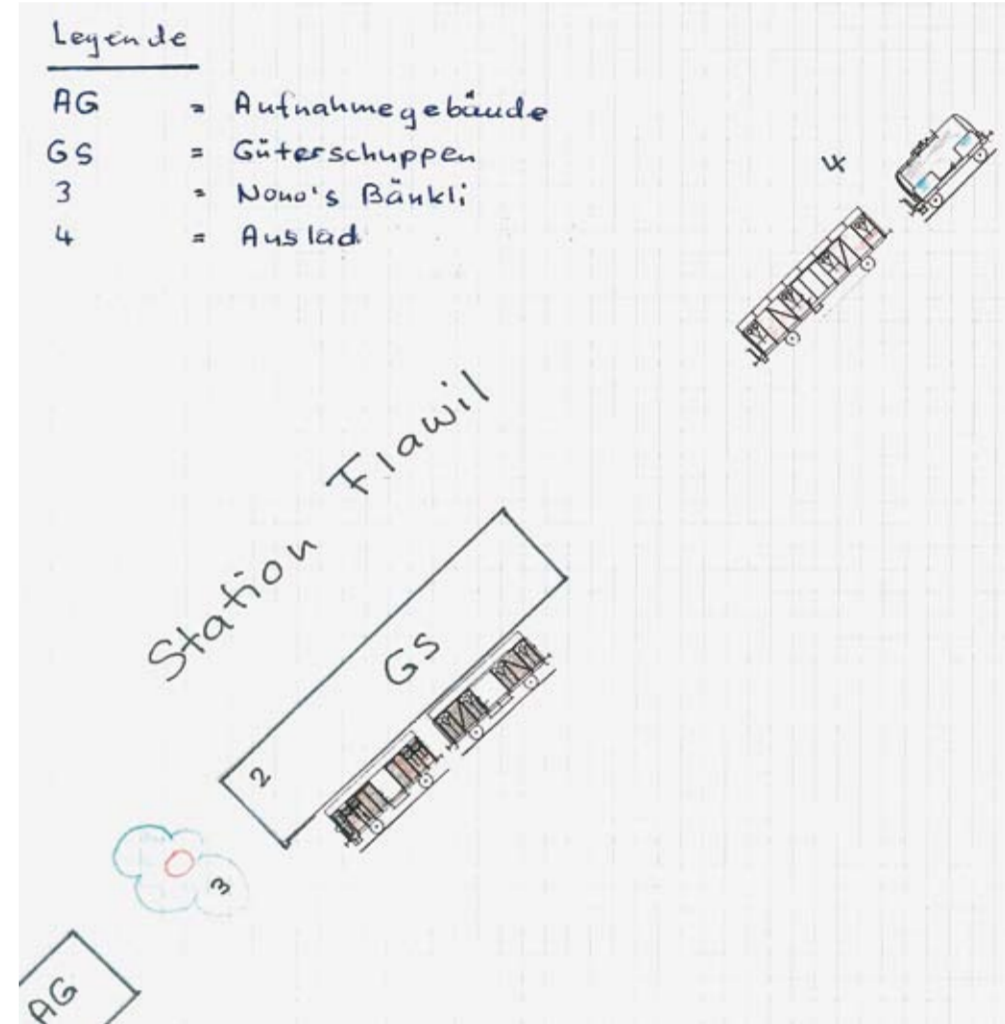 Legende
AG = Aufnahmegebäude
GS = Güterschuppen
3 = Nono's Bänkli
4 = Auslad
4
Station Flawil
GS
2
3
AG